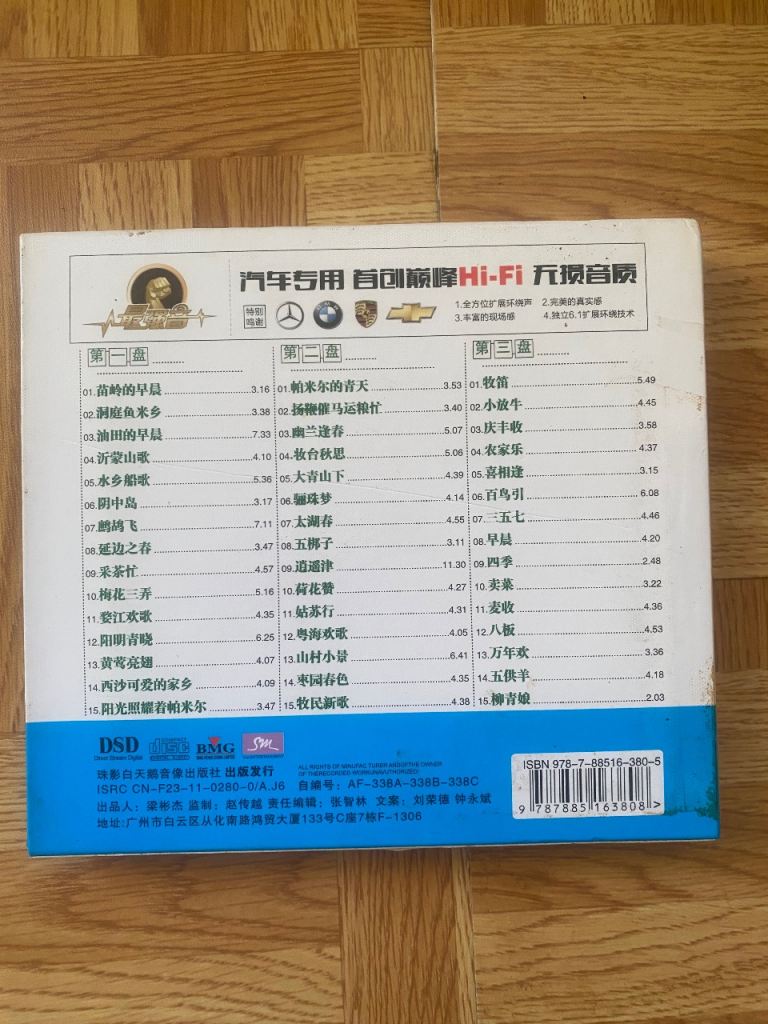 汽车专用 首创巅峰Hi-Fi 无损音质
特别
鸣谢
1.全方位扩展环绕声 2.完美的真实感
3.丰富的现场感 4.独立6.1扩展环绕技术
第一盘
01.苗岭的早晨 3.16
02.洞庭鱼米乡 3.38
03.油田的早晨 7.33
04.沂蒙山歌 4.10
05.水乡船歌 5.36
06.阴中岛 3.17
07.鹧鸪飞 7.11
08.延边之春 3.47
09.采茶忙 4.57
10.梅花三弄 5.16
11.婺江欢歌 4.35
12.阳明青晓 6.25
13.黄莺亮翅 4.07
14.西沙可爱的家乡 4.09
15.阳光照耀着帕米尔 3.47
第二盘
01.帕米尔的青天 3.53
02.扬鞭催马运粮忙 3.40
03.幽兰逢春 5.07
04.牧台秋思 5.06
05.大青山下 4.39
06.骊珠梦 4.14
07.太湖春 4.55
08.五梆子 3.11
09.逍遥津 11.30
10.荷花赞 4.27
11.姑苏行 4.31
12.粤海欢歌 4.05
13.山村小景 6.41
14.枣园春色 4.35
15.牧民新歌 4.38
第三盘
01.牧笛 5.49
02.小放牛 4.45
03.庆丰收 3.58
04.农家乐 4.37
05.喜相逢 3.15
06.百鸟引 6.08
07.三五七 4.46
08.早晨 4.20
09.四季 2.48
10.卖菜 3.22
11.麦收 4.36
12.八板 4.53
13.万年欢 3.36
14.五供羊 4.18
15.柳青娘 2.03
DSD
Direct Stream Digital
COMPACT
disc
DIGITAL AUDIO
BMG
SM
ALL RIGHTS OF MANUFAC TURER ANDOFTHE OWNER
OF THERECORDED WORKUNAUTHORIZED!
珠影白天鹅音像出版社 出版发行
ISRC CN-F23-11-0280-0/A.J6 自编号：AF-338A-338B-338C
出品人：梁彬杰 监制：赵传越 责任编辑：张智林 文案：刘荣德 钟永斌
地址:广州市白云区从化南路鸿贸大厦133号C座7栋F-1306
ISBN 978-7-88516-380-5
9 787885 163808 >